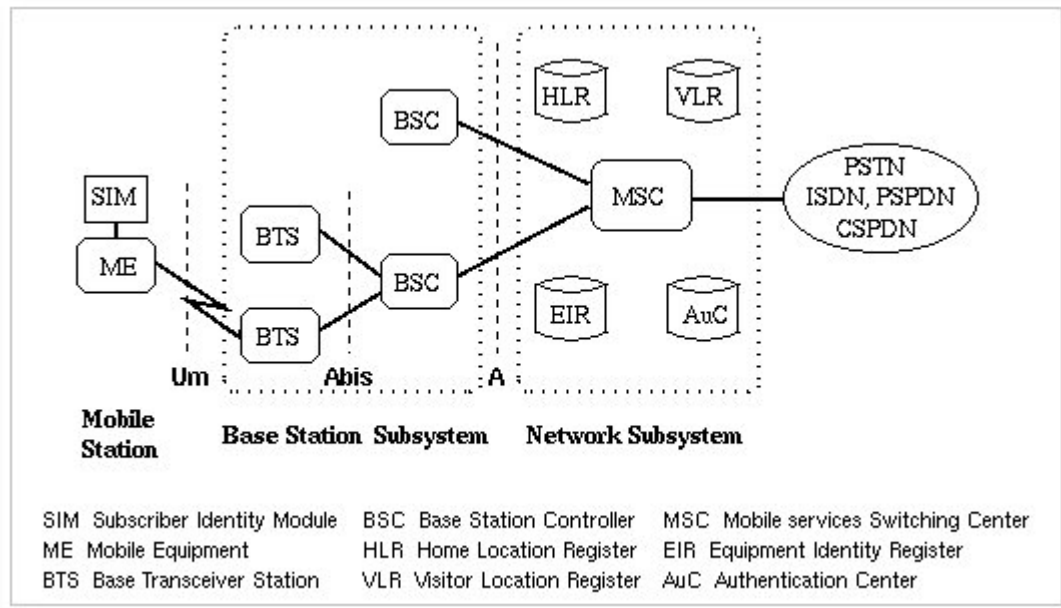 HLR
VLR
BSC
SIM
MSC
PSTN
ISDN, PSPDN
CSPDN
BTS
ME
BSC
EIR
AuC
BTS
Um
Abis
A
Mobile
Station
Base Station Subsystem
Network Subsystem
SIM Subscriber Identity Module
BSC Base Station Controller
MSC Mobile services Switching Center
ME Mobile Equipment
HLR Home Location Register
EIR Equipment Identity Register
BTS Base Transceiver Station
VLR Visitor Location Register
AuC Authentication Center